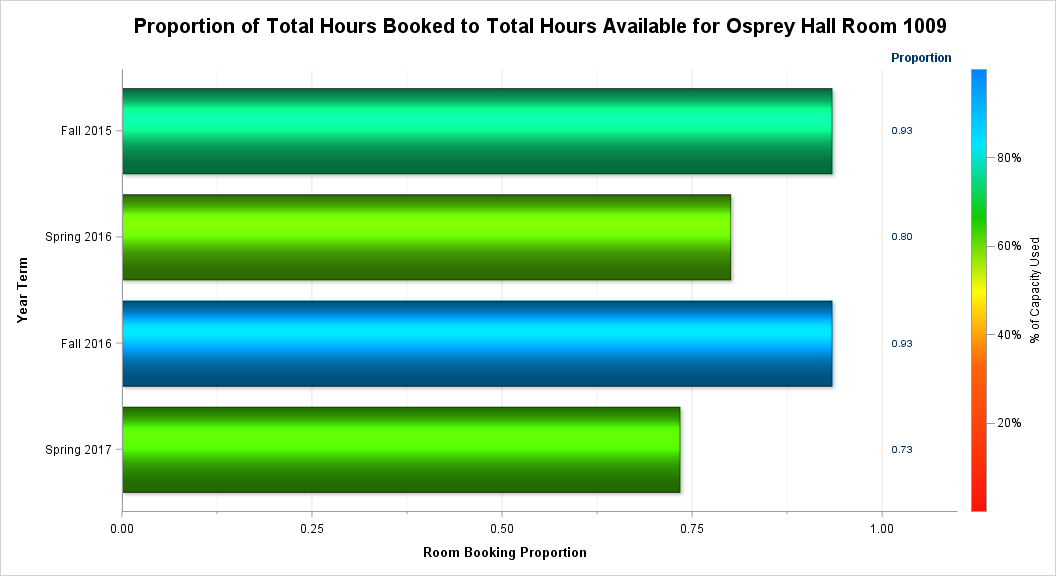 Proportion of Total Hours Booked to Total Hours Available for Osprey Hall Room 1009
Proportion
Fall 2015
0.93
80%
Spring 2016
0.80
60%
Year Term
% of Capacity Used
Fall 2016
0.93
40%
20%
Spring 2017
0.73
0.00 0.25 0.50 0.75 1.00
Room Booking Proportion